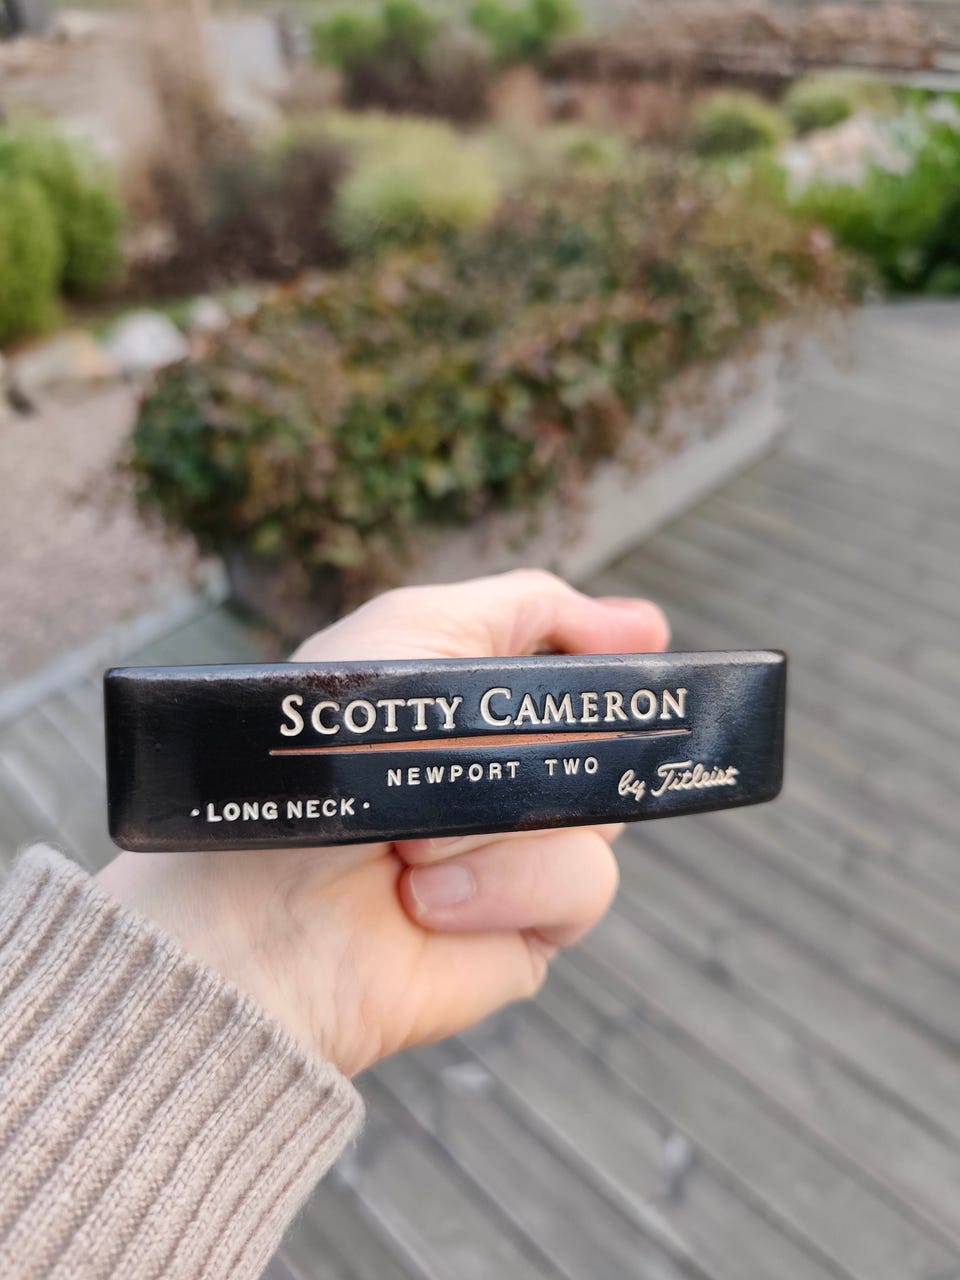 SCOTTY CAMERON
NEWPORT TWO
by Titleist
• LONG NECK •